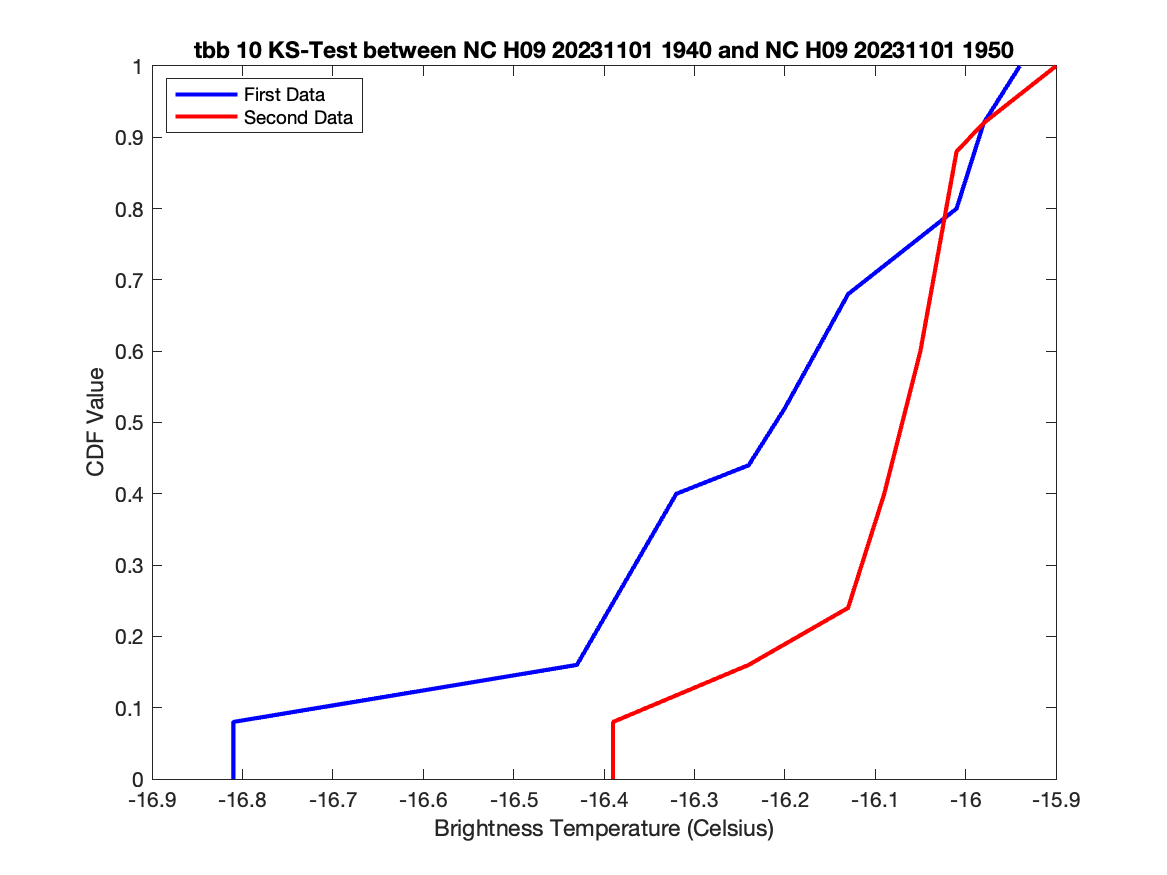 tbb 10 KS-Test between NC H09 20231101 1940 and NC H09 20231101 1950
First Data
Second Data
1
0.9
0.8
0.7
0.6
0.5
0.4
0.3
0.2
0.1
0
CDF Value
-16.9 -16.8 -16.7 -16.6 -16.5 -16.4 -16.3 -16.2 -16.1 -16 -15.9
Brightness Temperature (Celsius)